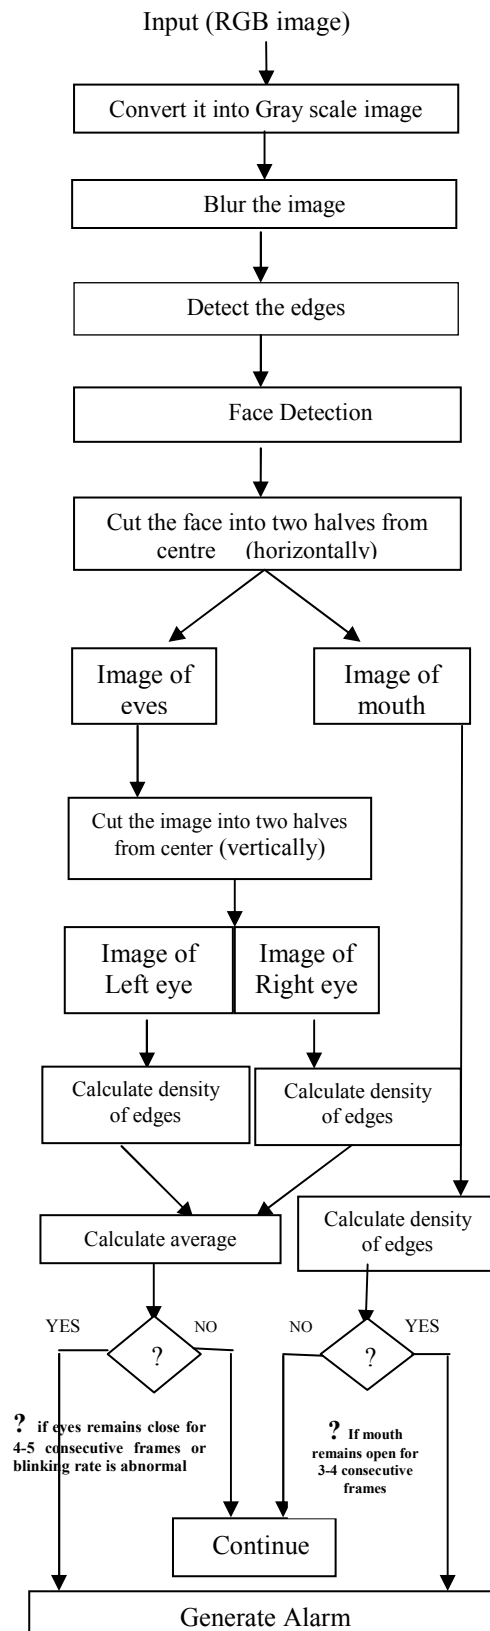 Input (RGB image)
Convert it into Gray scale image
Blur the image
Detect the edges
Face Detection
Cut the face into two halves from
centre (horizontally)
Image of
eyes
Image of
mouth
Cut the image into two halves
from center (vertically)
Image of
Left eye
Image of
Right eye
Calculate density
of edges
Calculate density
of edges
Calculate average
Calculate density
of edges
YES
?
NO
NO
?
YES
? if eyes remains close for
4-5 consecutive frames or
blinking rate is abnormal
? If mouth
remains open for
3-4 consecutive
frames
Continue
Generate Alarm